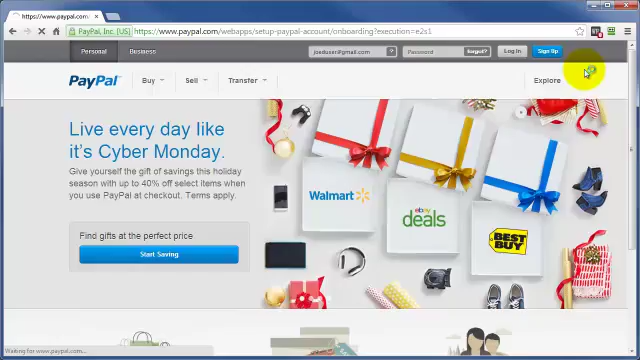 https://www.paypal.com/w
PayPal, Inc. [US] https://www.paypal.com/webapps/setup-paypal-account/onboarding?execution=e2s1
Personal Business joeduser@gmail.com Password Forgot? Log In Sign Up
PayPal Buy Sell Transfer Explore
Live every day like
it's Cyber Monday.
Give yourself the gift of savings this holiday
season with up to 40% off select items when
you use PayPal at checkout. Terms apply.
Find gifts at the perfect price
Start Saving
Walmart
ebay
deals
BEST
BUY
Waiting for www.paypal.com...